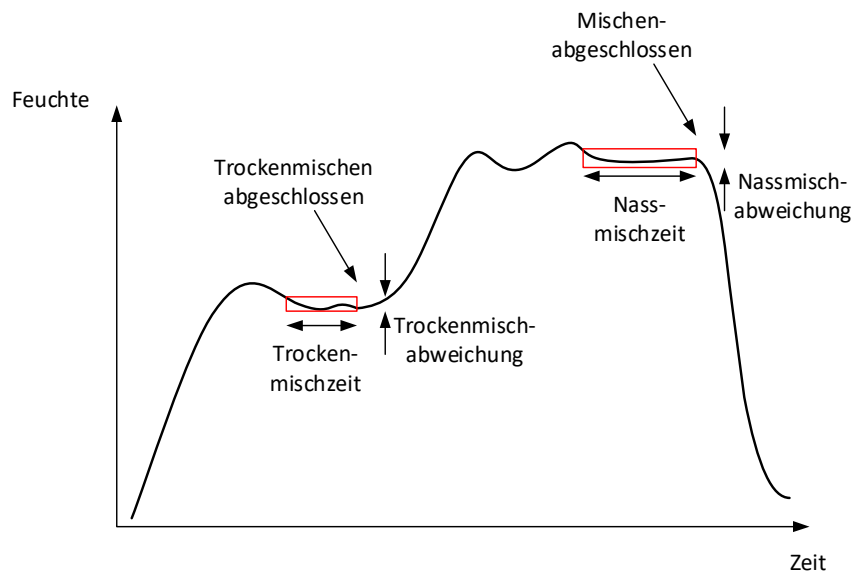 Mischen-
abgeschlossen
Feuchte
Trockenmischen
abgeschlossen
Nassmisch-
abweichung
Nass-
mischzeit
Trockenmisch-
abweichung
Trocken-
mischzeit
Zeit